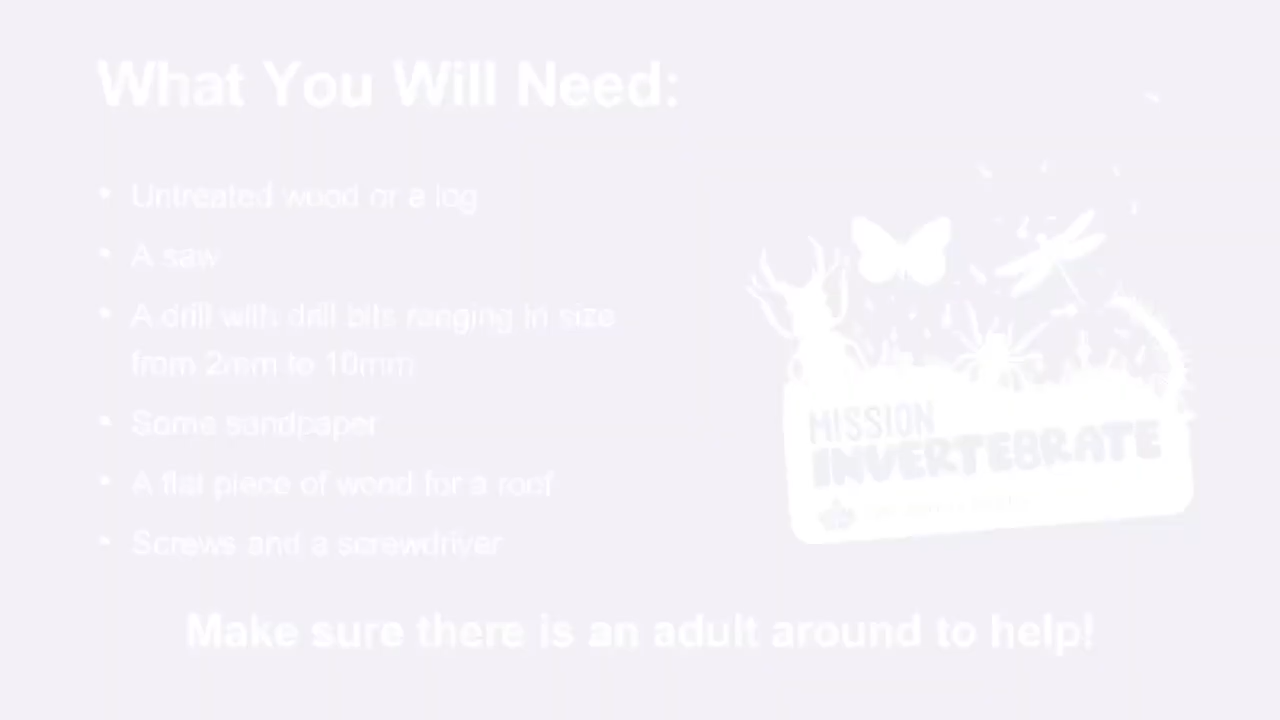 What You Will Need:
• Untreated wood or a log
• A saw
• A drill with drill bits ranging in size
from 2mm to 10mm
• Some sandpaper
• A flat piece of wood for a roof
• Screws and a screwdriver
MISSION
INVERTEBRATE
Make sure there is an adult around to help!